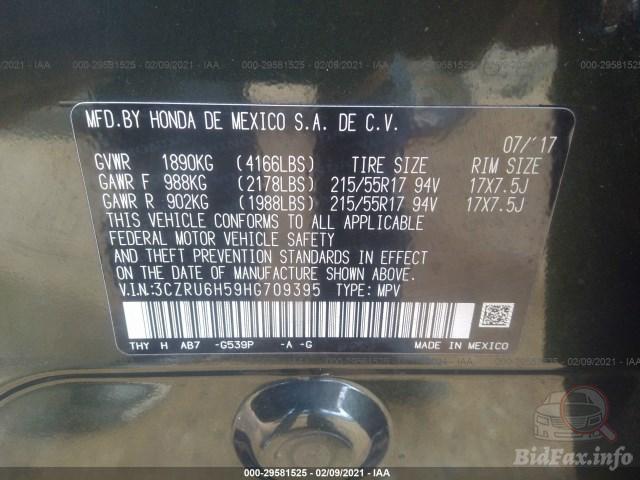 000-29581525 - 02/09/2021 - IAA
MFD.BY HONDA DE MEXICO S.A. DE C.V.
07/'17
GVWR 1890KG (4166LBS) TIRE SIZE RIM SIZE
GAWR F 988KG (2178LBS) 215/55R17 94V 17X7.5J
GAWR R 902KG (1988LBS) 215/55R17 94V 17X7.5J
THIS VEHICLE CONFORMS TO ALL APPLICABLE
FEDERAL MOTOR VEHICLE SAFETY
AND THEFT PREVENTION STANDARDS IN EFFECT
ON THE DATE OF MANUFACTURE SHOWN ABOVE.
V.I.N:3CZRU6H59HG709395 TYPE: MPV
THY H AB7 -G539P -A -G MADE IN MEXICO
BidFax.info
000-29581525 - 02/09/2021 - IAA